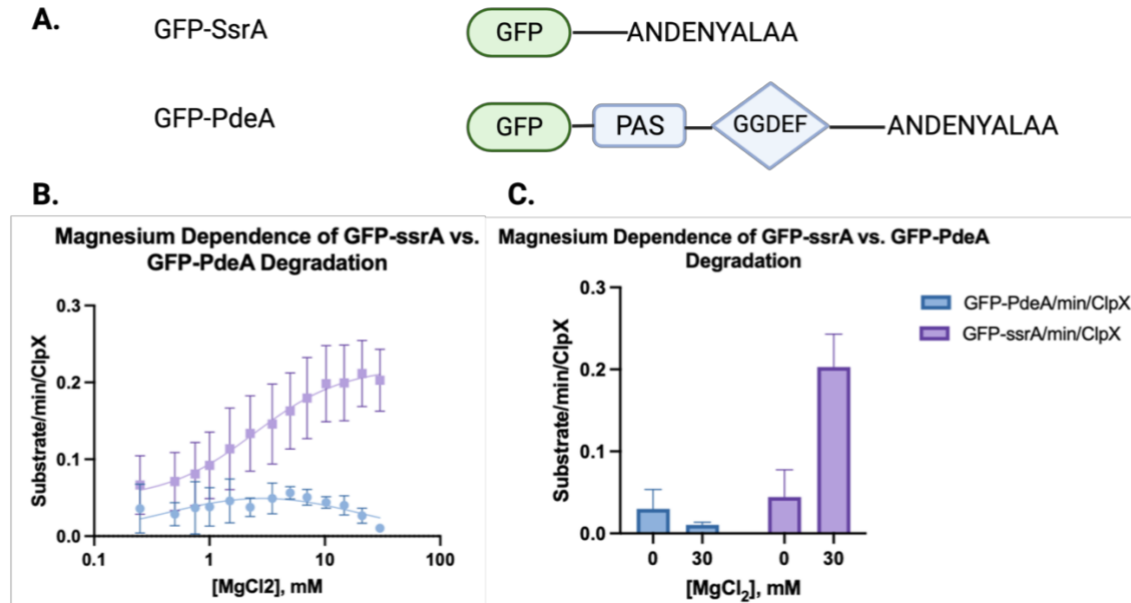 A.
GFP-SsrA
GFP
ANDENYALAA
GFP-PdeA
GFP
PAS
GGDEF
ANDENYALAA
B.
Magnesium Dependence of GFP-ssrA vs.
GFP-PdeA Degradation
Substrate/min/ClpX
0.3
0.2
0.1
0.0
0.1
1
10
100
[MgCl2], mM
C.
Magnesium Dependence of GFP-ssrA vs. GFP-PdeA
Degradation
Substrate/min/ClpX
0.3
0.2
0.1
0.0
0
30
0
30
[MgCl₂], mM
GFP-PdeA/min/ClpX
GFP-ssrA/min/ClpX